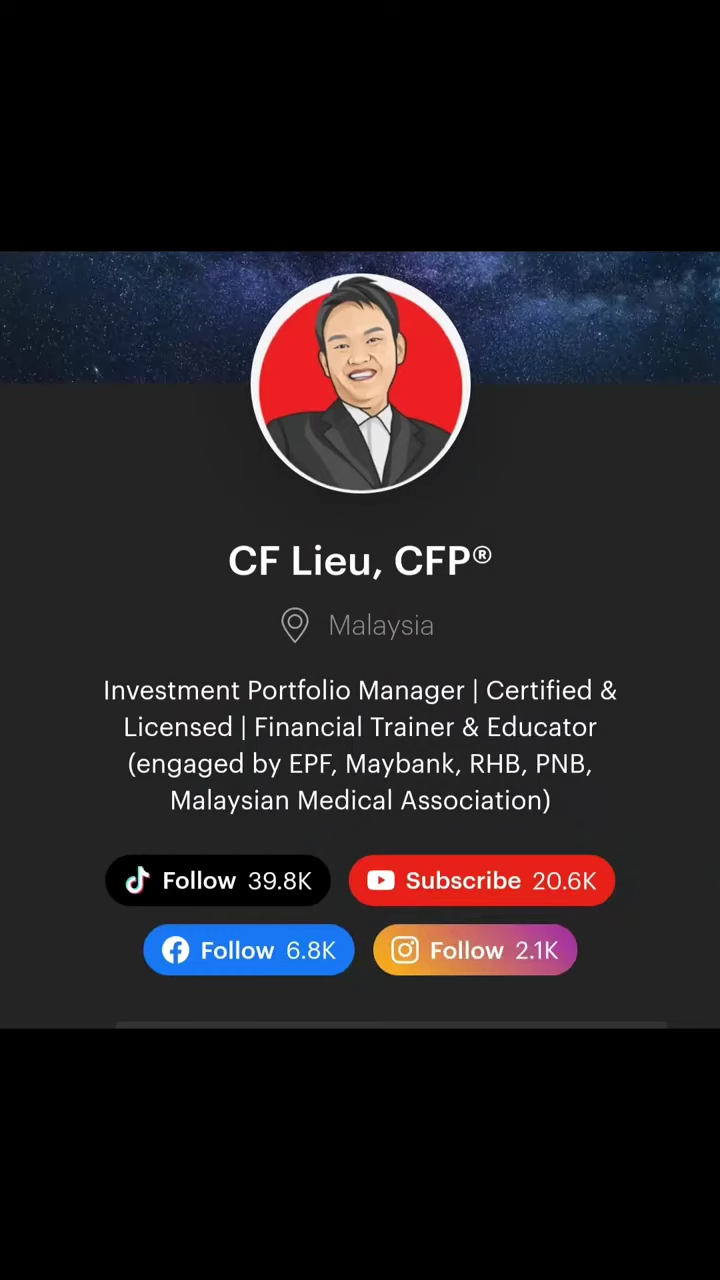 CF Lieu, CFP®
Malaysia
Investment Portfolio Manager | Certified &
Licensed | Financial Trainer & Educator
(engaged by EPF, Maybank, RHB, PNB,
Malaysian Medical Association)
Follow 39.8K
Subscribe 20.6K
Follow 6.8K
Follow 2.1K